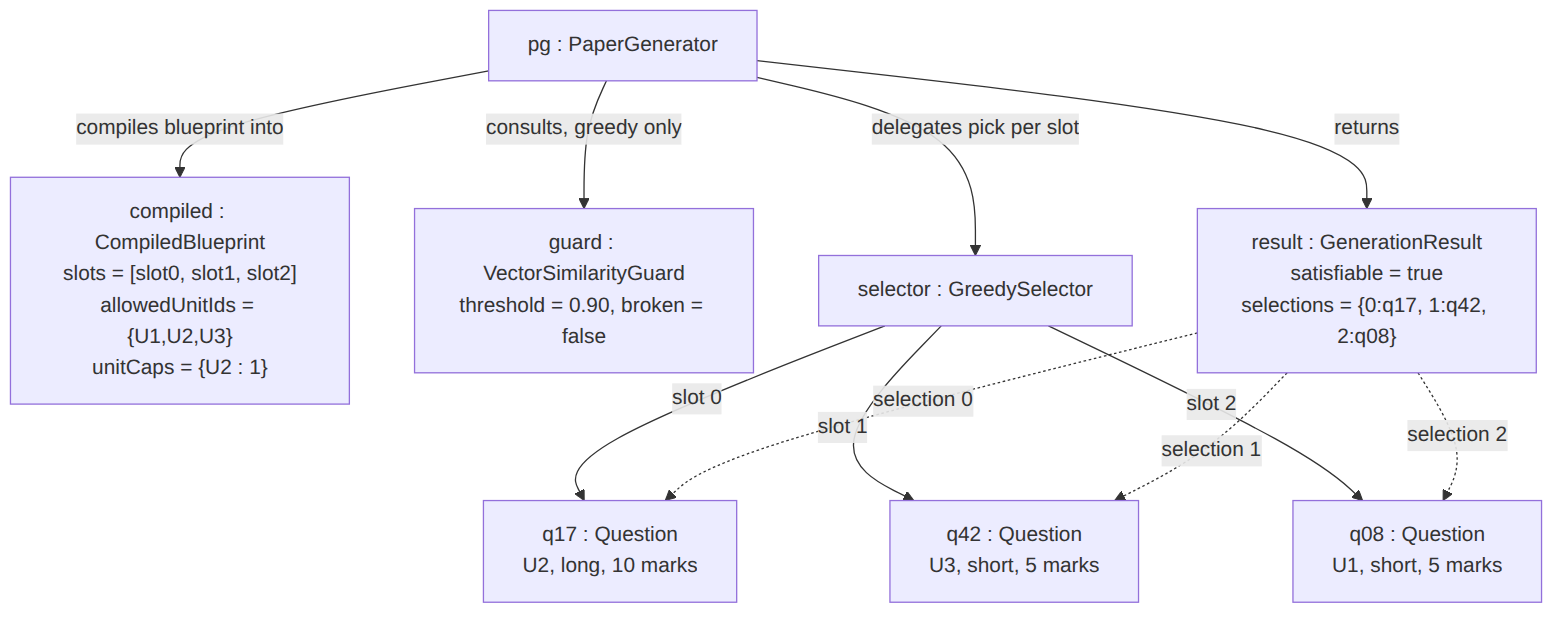 pg : PaperGenerator
compiles blueprint into
consults, greedy only
delegates pick per slot
returns
compiled :
CompiledBlueprint
slots = [slot0, slot1, slot2]
allowedUnitIds =
{U1,U2,U3}
unitCaps = {U2 : 1}
guard :
VectorSimilarityGuard
threshold = 0.90, broken =
false
selector : GreedySelector
result : GenerationResult
satisfiable = true
selections = {0:q17, 1:q42,
2:q08}
slot 0
selection 0
slot 1
slot 2
selection 1
selection 2
q17 : Question
U2, long, 10 marks
q42 : Question
U3, short, 5 marks
q08 : Question
U1, short, 5 marks